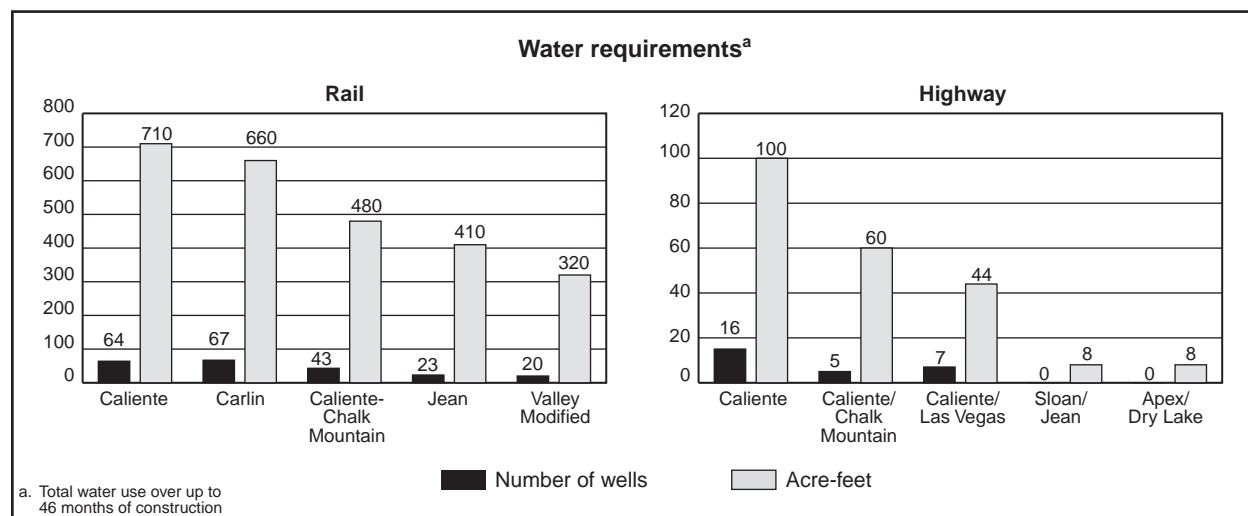 Water requirementsa
Rail
800
700
600
500
400
300
200
100
0
710
660
480
410
320
64
67
43
23
20
Caliente
Carlin
Caliente-
Chalk
Mountain
Jean
Valley
Modified
Highway
120
100
80
60
40
20
0
100
60
44
8
8
16
5
7
0
0
Caliente
Caliente/
Chalk
Mountain
Caliente/
Las Vegas
Sloan/
Jean
Apex/
Dry Lake
Number of wells
Acre-feet
a. Total water use over up to
46 months of construction